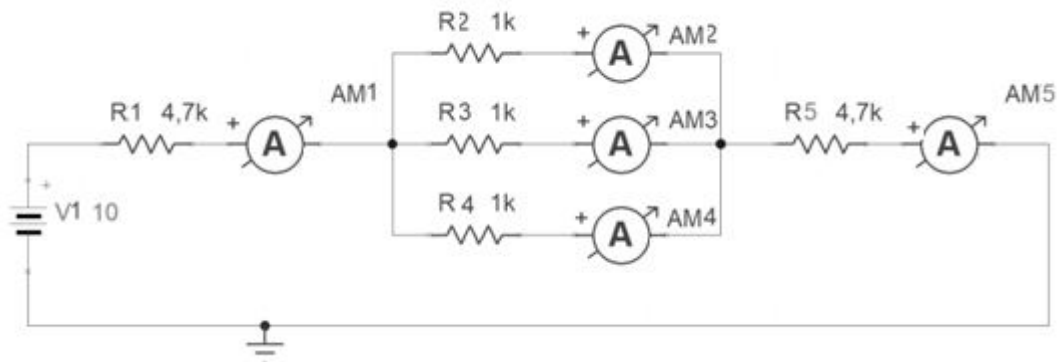 R2 1k
+
A
AM2
AM1
R1 4,7k
+
A
R3 1k
+
A
AM3
R5 4,7k
+
A
AM5
R4 1k
+
A
AM4
+
V1 10